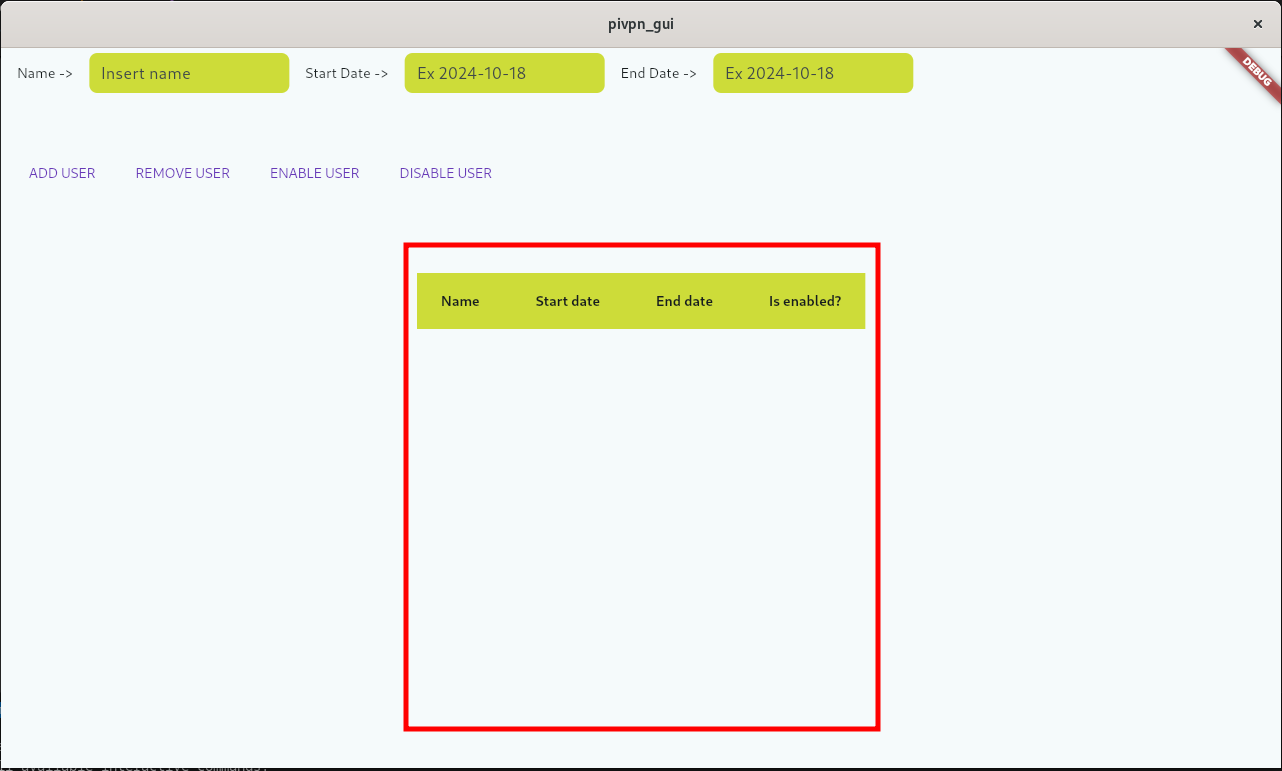 pivpn_gui
Name -> Insert name Start Date -> Ex 2024-10-18 End Date -> Ex 2024-10-18
DEBUG
ADD USER REMOVE USER ENABLE USER DISABLE USER
Name Start date End date Is enabled?